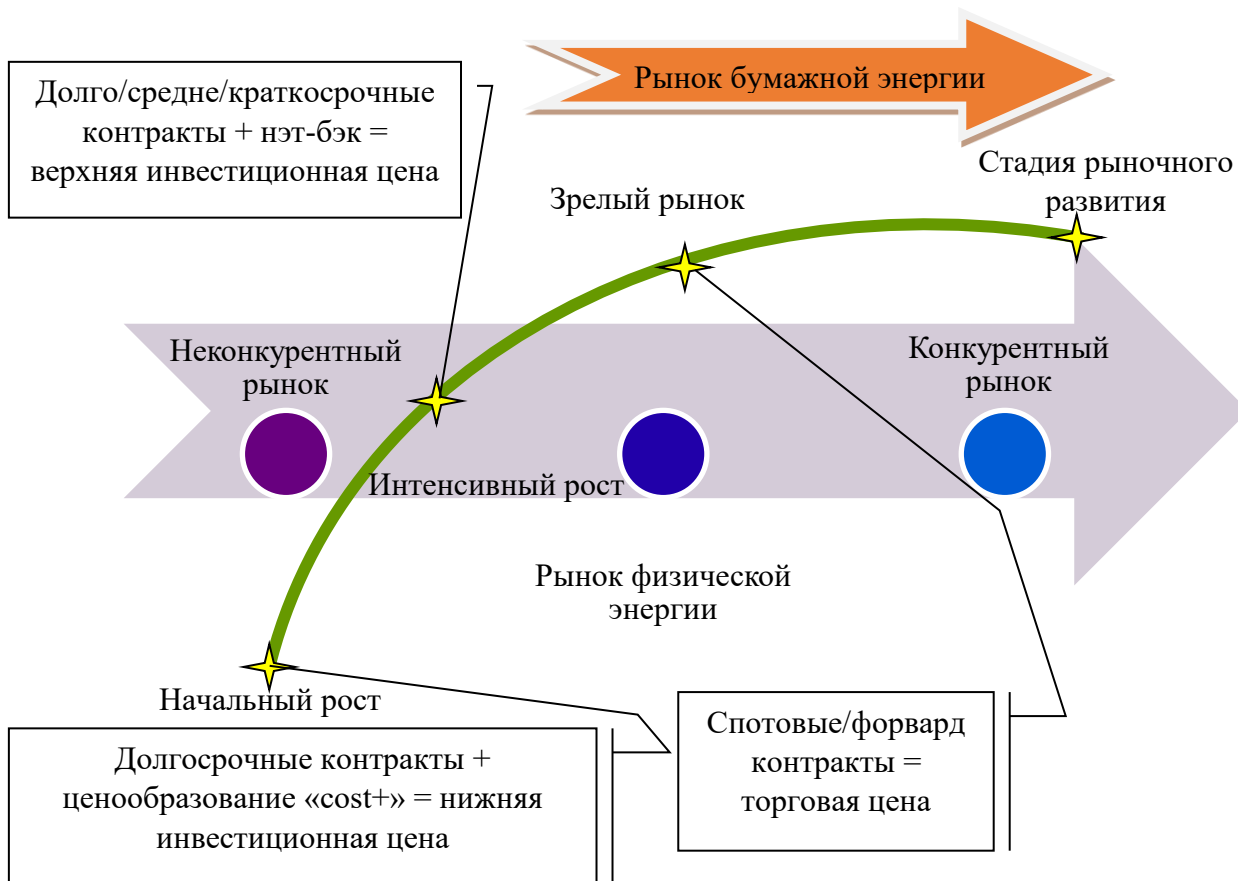 Рынок бумажной энергии
Долго/средне/краткосрочные
контракты + нэт-бэк =
верхняя инвестиционная цена
Стадия рыночного
развития
Зрелый рынок
Неконкурентный
рынок
Конкурентный
рынок
Интенсивный рост
Рынок физической
энергии
Начальный рост
Долгосрочные контракты +
ценообразование «cost+» = нижняя
инвестиционная цена
Спотовые/форвард
контракты =
торговая цена